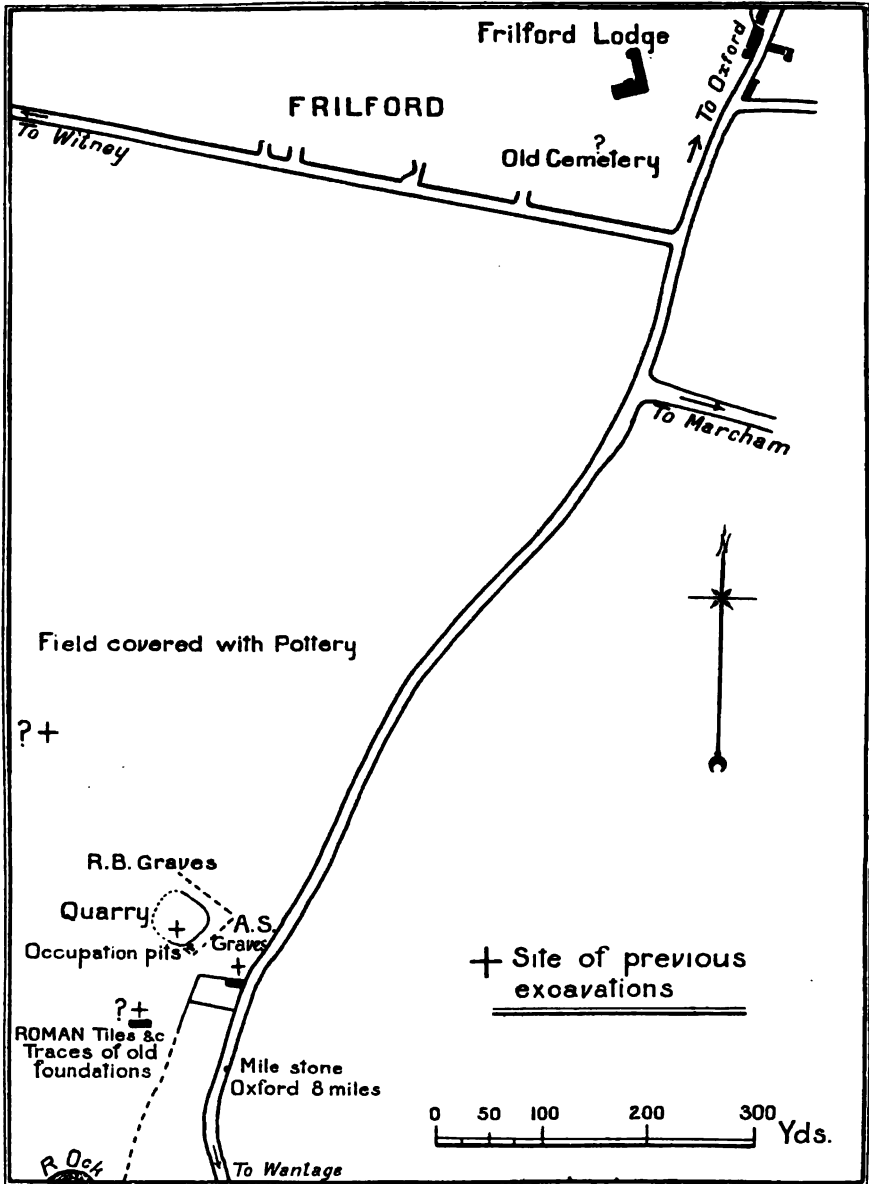 Frilford Lodge
To Oxford
FRILFORD
To Witney
?
Old Cemetery
To Marcham
N
Field covered with Pottery
? +
R.B. Graves
Quarry
+
A.S.
Graves
Occupation pits
+
+ Site of previous
excavations
? +
ROMAN Tiles &c
Traces of old
foundations
Mile stone
Oxford 8 miles
0 50 100 200 300 Yds.
R Ock
To Wantage